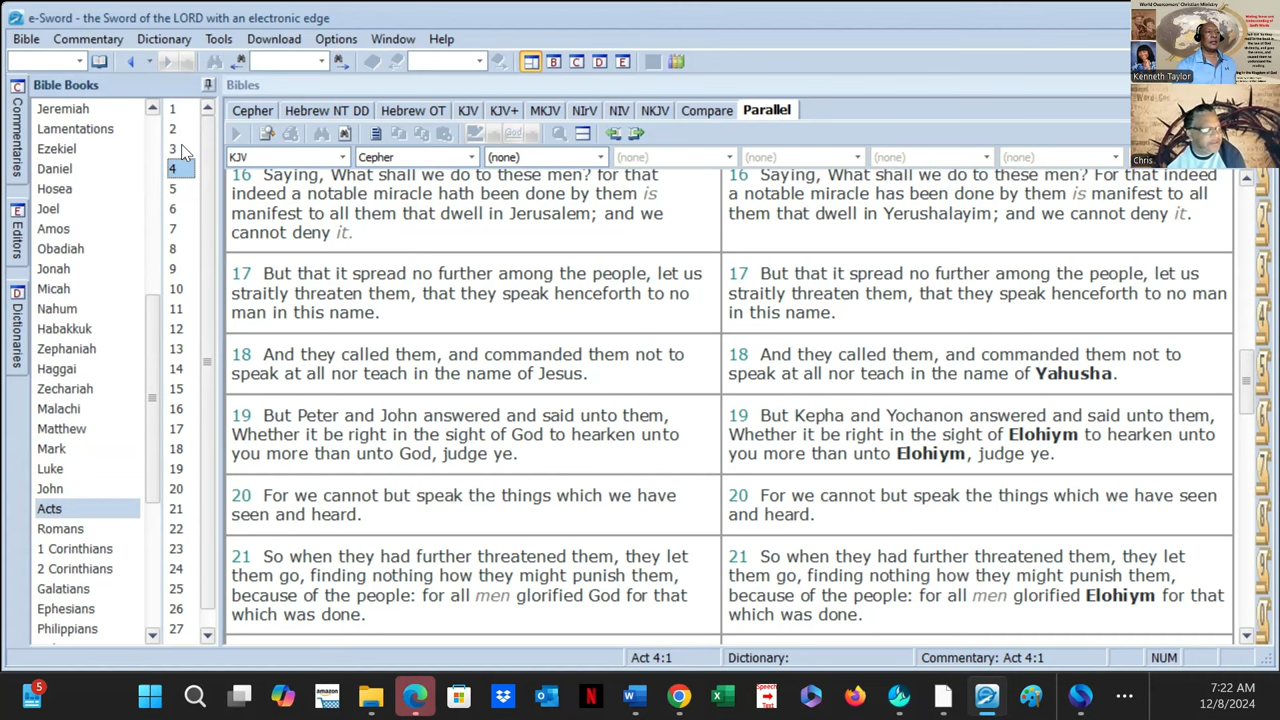 e-Sword - the Sword of the LORD with an electronic edge
Bible Commentary Dictionary Tools Download Options Window Help
B C D E
Commentaries
Editors
Dictionaries
Bible Books
Jeremiah
Lamentations
Ezekiel
Daniel
Hosea
Joel
Amos
Obadiah
Jonah
Micah
Nahum
Habakkuk
Zephaniah
Haggai
Zechariah
Malachi
Matthew
Mark
Luke
John
Acts
Romans
1 Corinthians
2 Corinthians
Galatians
Ephesians
Philippians
1
2
3
4
5
6
7
8
9
10
11
12
13
14
15
16
17
18
19
20
21
22
23
24
25
26
27
Bibles
Cepher Hebrew NT DD Hebrew OT KJV KJV+ MKJV NIrV NIV NKJV Compare Parallel
KJV Cepher (none) (none) (none) (none) (none)
16 Saying, What shall we do to these men? for that
indeed a notable miracle hath been done by them is
manifest to all them that dwell in Jerusalem; and we
cannot deny it.
17 But that it spread no further among the people, let us
straitly threaten them, that they speak henceforth to no
man in this name.
18 And they called them, and commanded them not to
speak at all nor teach in the name of Jesus.
19 But Peter and John answered and said unto them,
Whether it be right in the sight of God to hearken unto
you more than unto God, judge ye.
20 For we cannot but speak the things which we have
seen and heard.
21 So when they had further threatened them, they let
them go, finding nothing how they might punish them,
because of the people: for all men glorified God for that
which was done.
16 Saying, What shall we do to these men? For that indeed
a notable miracle has been done by them is manifest to all
them that dwell in Yerushalayim; and we cannot deny it.
17 But that it spread no further among the people, let us
straitly threaten them, that they speak henceforth to no man
in this name.
18 And they called them, and commanded them not to
speak at all nor teach in the name of Yahusha.
19 But Kepha and Yochanon answered and said unto them,
Whether it be right in the sight of Elohiym to hearken unto
you more than unto Elohiym, judge ye.
20 For we cannot but speak the things which we have seen
and heard.
21 So when they had further threatened them, they let
them go, finding nothing how they might punish them,
because of the people: for all men glorified Elohiym for that
which was done.
World Overcomers' Christian Ministry
Kenneth Taylor
Chris
Act 4:1 Dictionary: Commentary: Act 4:1 NUM
5
amazon
Speech
Text
7:22 AM
12/8/2024